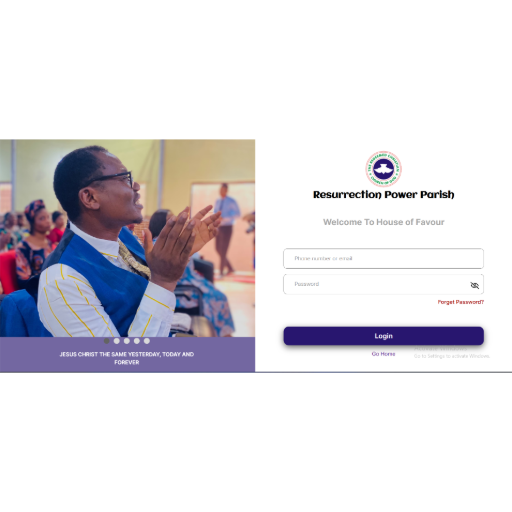 JESUS CHRIST THE SAME YESTERDAY, TODAY AND
FOREVER
Resurrection Power Parish
Welcome To House of Favour
Phone number or email
Password
Forget Password?
Login
Go Home
Go to Settings to activate Windows.